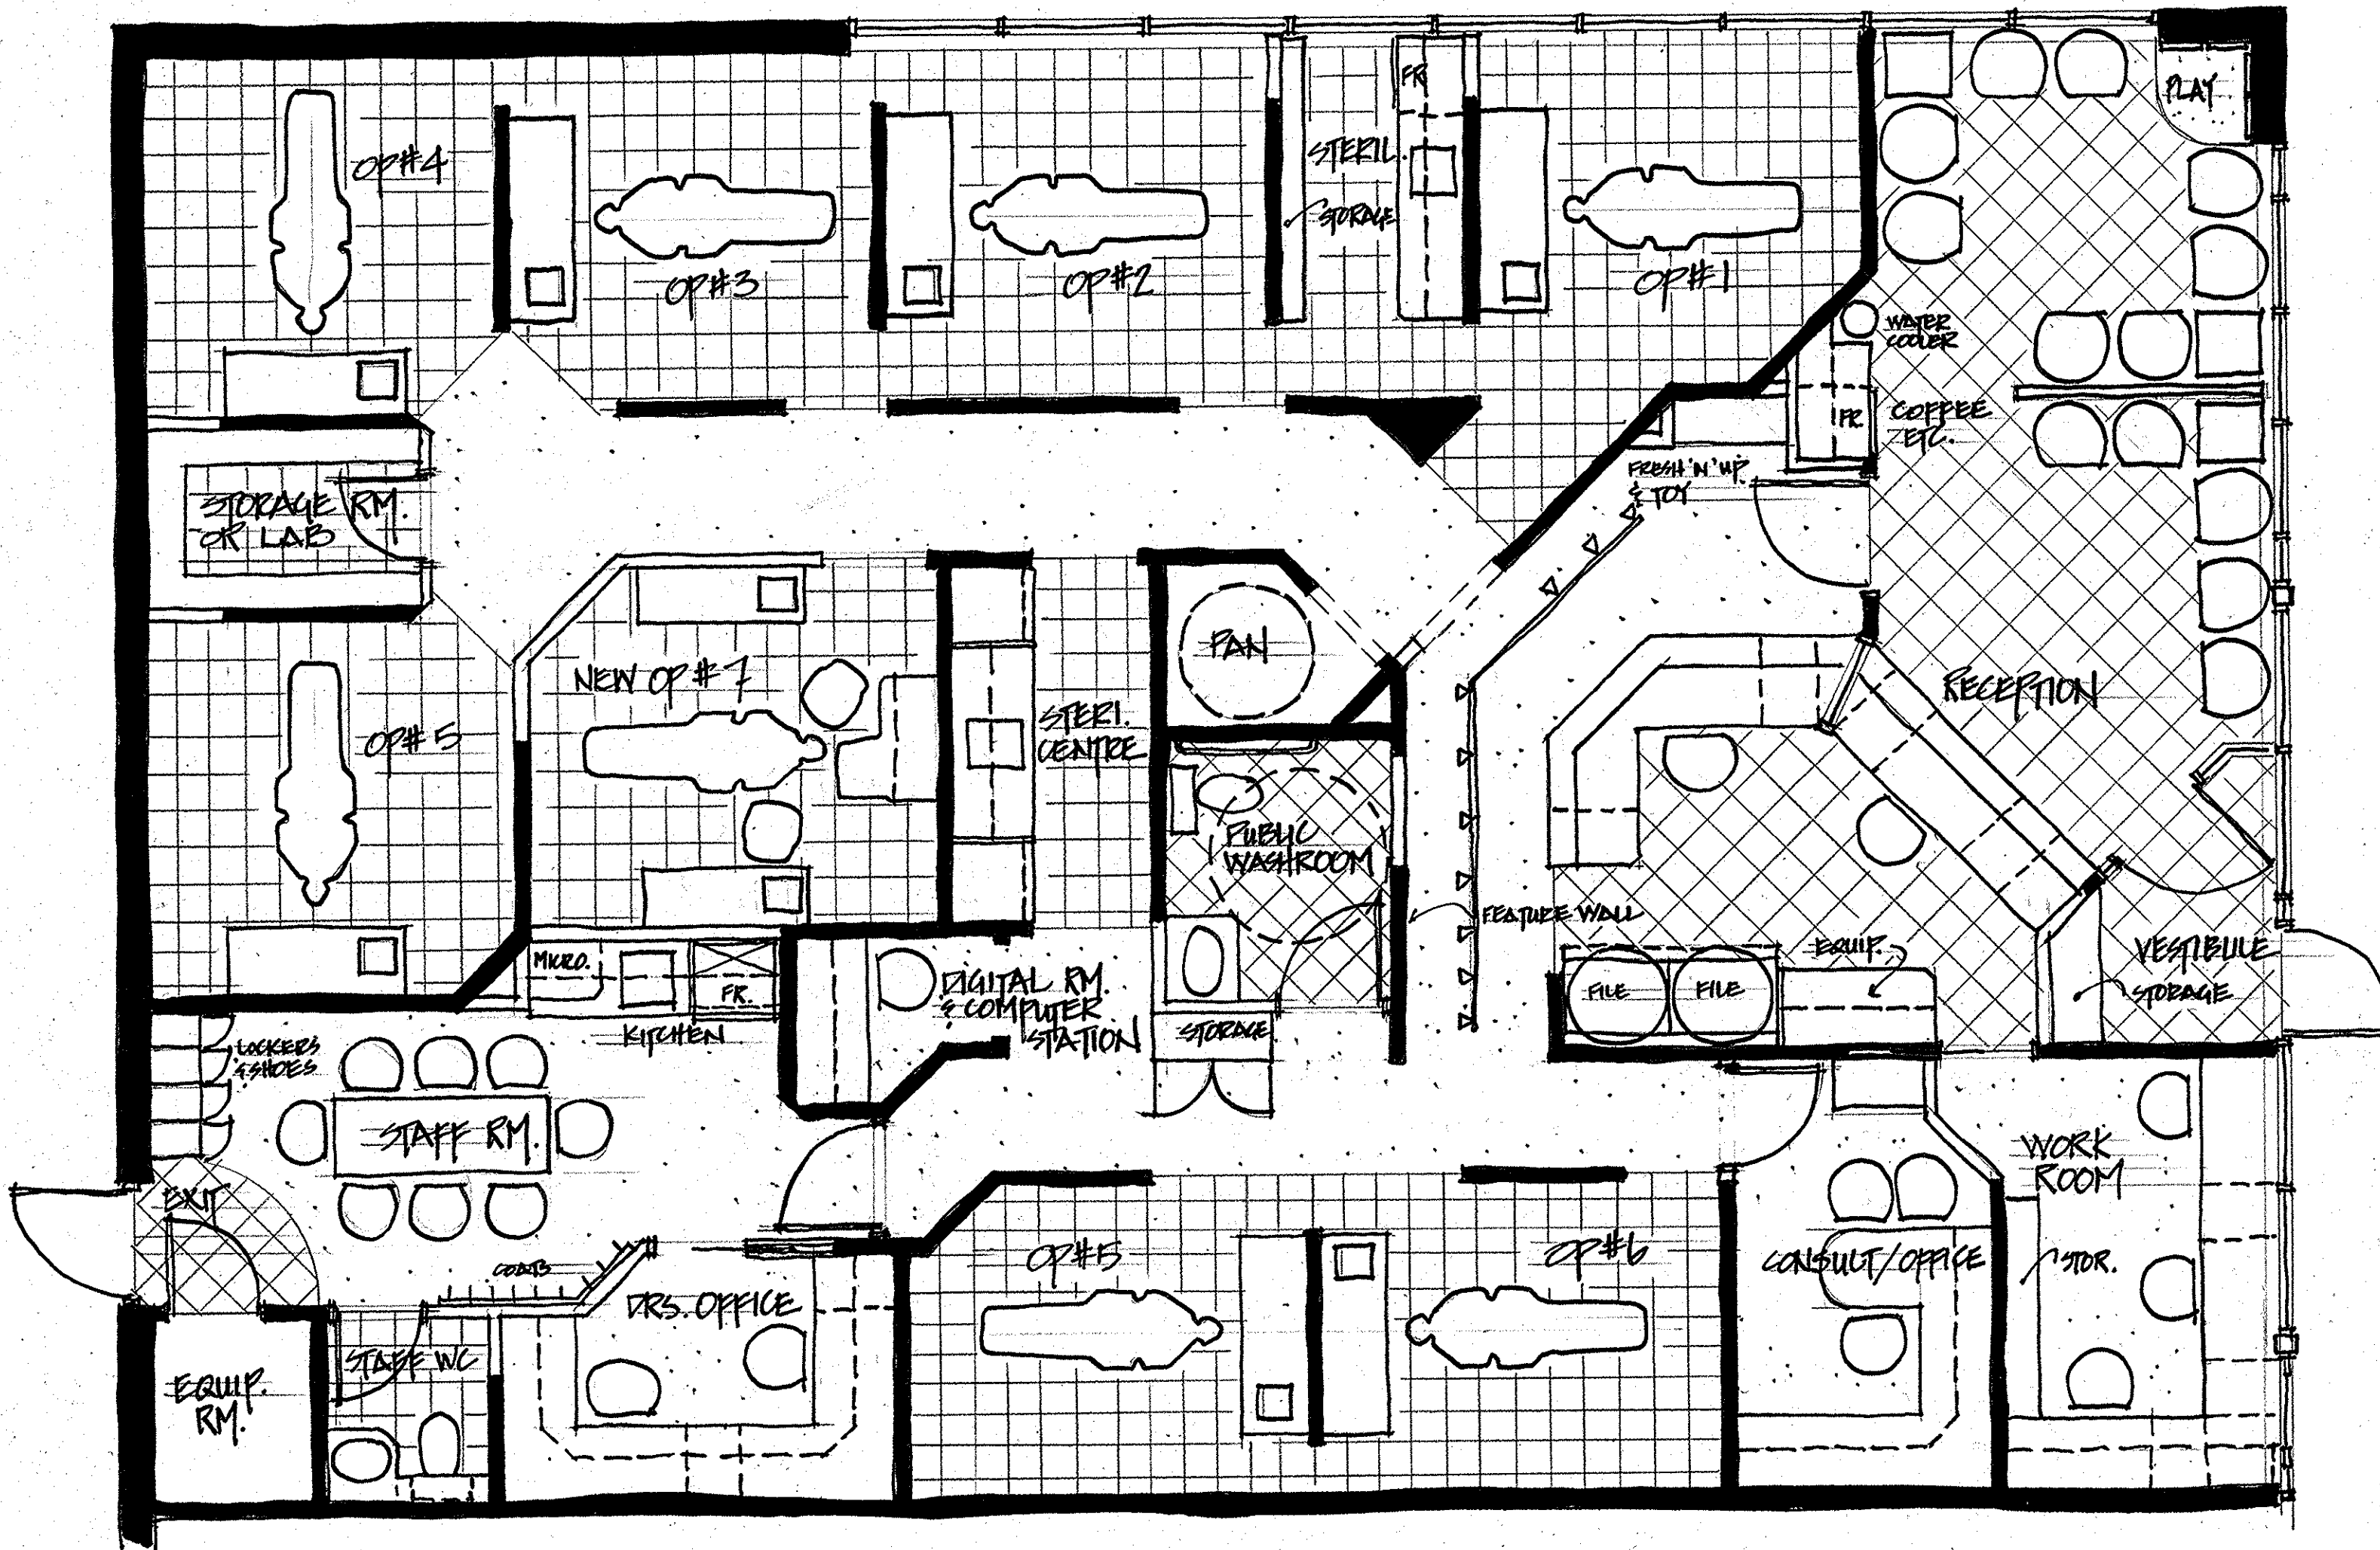 FR.
PLAY
OP#4
STERIL.
STORAGE
OP#3
OP#2
OP#1
WATER
COOLER
FR.
COFFEE
ETC.
FRESH 'N' UP.
& TOY
STORAGE RM.
OR LAB
PAN
NEW OP#7
RECEPTION
OP#5
STERI.
CENTRE
PUBLIC
WASHROOM
FEATURE WALL
MICRO.
FR.
KITCHEN
DIGITAL RM.
& COMPUTER
STATION
STORAGE
FILE
FILE
EQUIP.
VESTIBULE
STORAGE
LOCKERS
& SHOES
STAFF RM.
WORK
ROOM
EXIT
COATS
DRS. OFFICE
OP#5
OP#6
CONSULT/OFFICE
STOR.
STAFF WC
EQUIP.
RM.